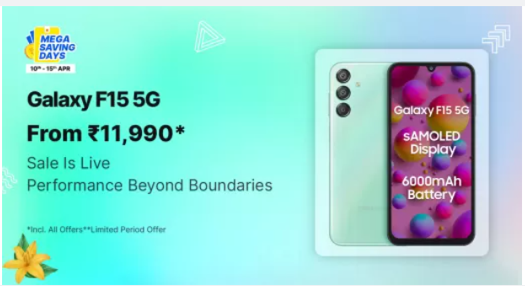 MEGA
SAVING
DAYS
10th - 15th APR
Galaxy F15 5G
From ₹11,990*
Sale Is Live
Performance Beyond Boundaries
*Incl. All Offers**Limited Period Offer
Galaxy F15 5G
sAMOLED
Display
6000mAh
Battery